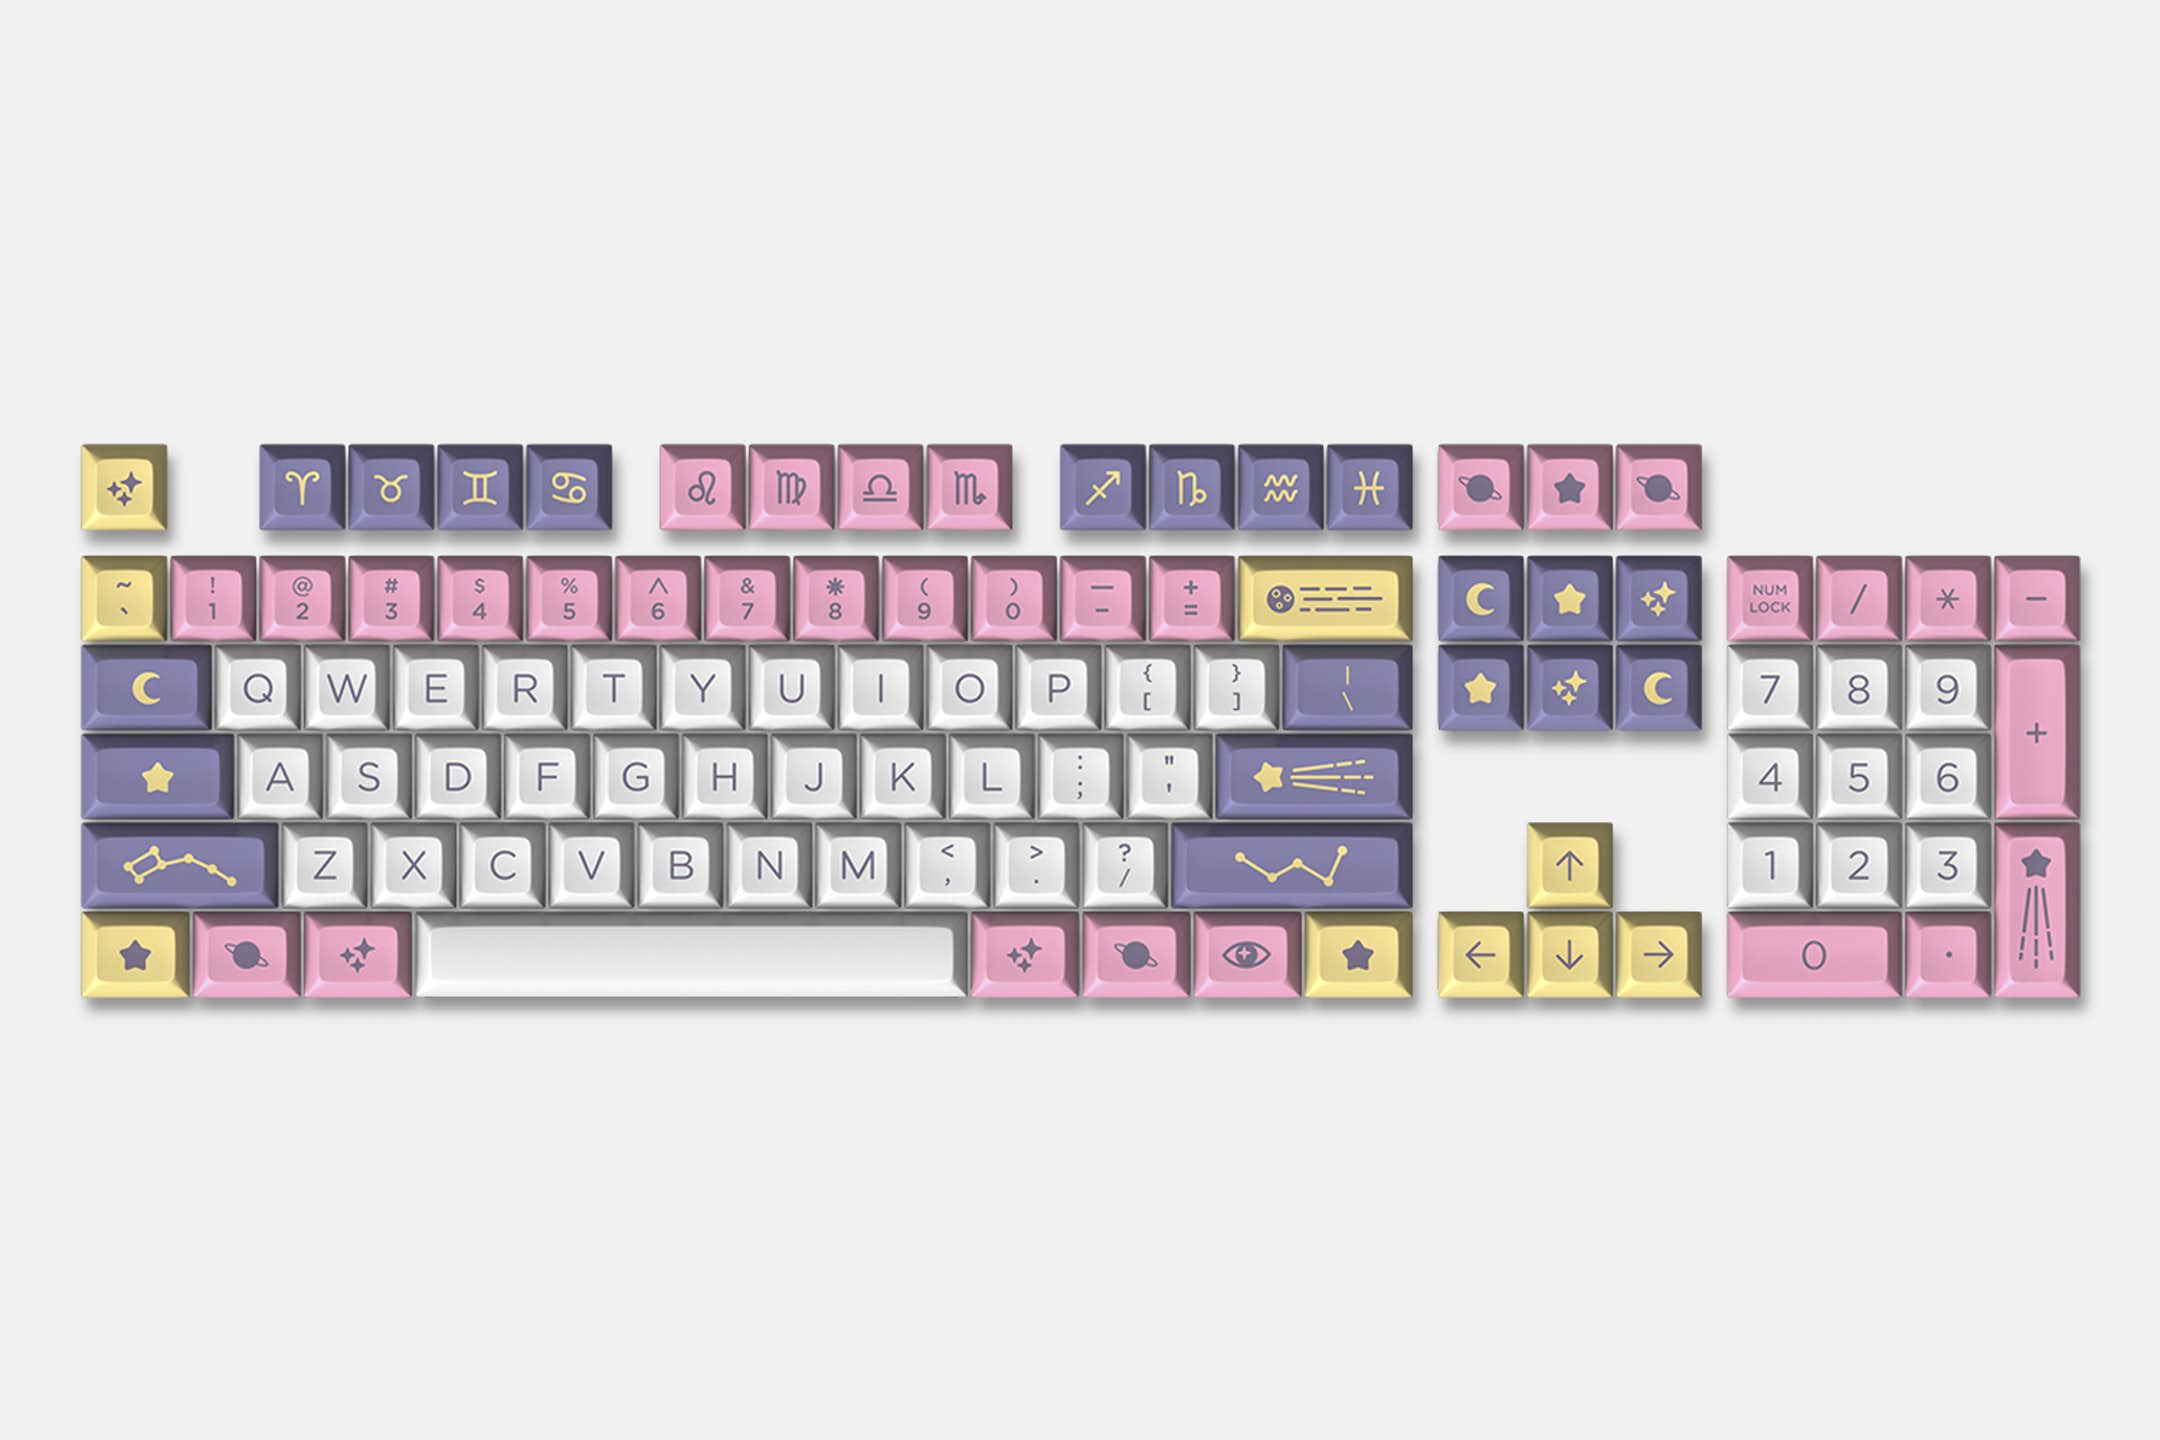 ♈ ♉ ♊ ♋ ♌ ♍ ♎ ♏ ♐ ♑ ♒ ♓
~ ! @ # $ % ^ & * ( ) — +
` 1 2 3 4 5 6 7 8 9 0 - =
NUM LOCK / * −
Q W E R T Y U I O P { [ } ] | \
7 8 9 +
A S D F G H J K L : ; " '
4 5 6
Z X C V B N M < , > . ? /
↑
1 2 3
← ↓ →
0 .